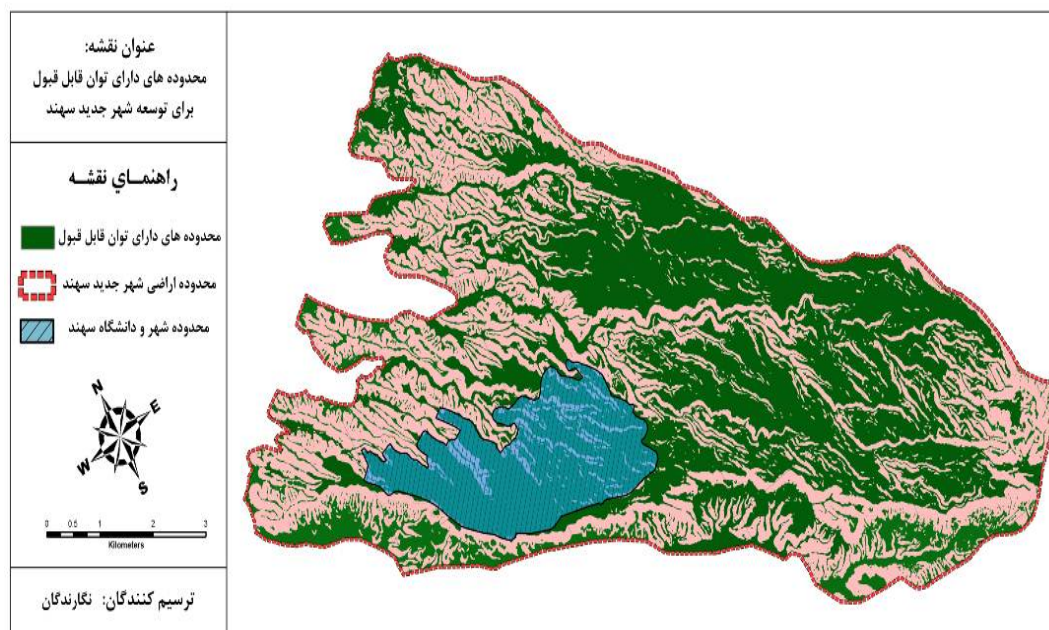 عنوان نقشه:
محدوده های دارای توان قابل قبول
برای توسعه شهر جدید سهند
راهنمـاي نقشـه
محدوده های دارای توان قابل قبول
محدوده اراضی شهر جدید سهند
محدوده شهر و دانشگاه سهند
N
E
W
S
0 0.5 1 2 3
Kilometers
ترسیم کنندگان: نگارندگان